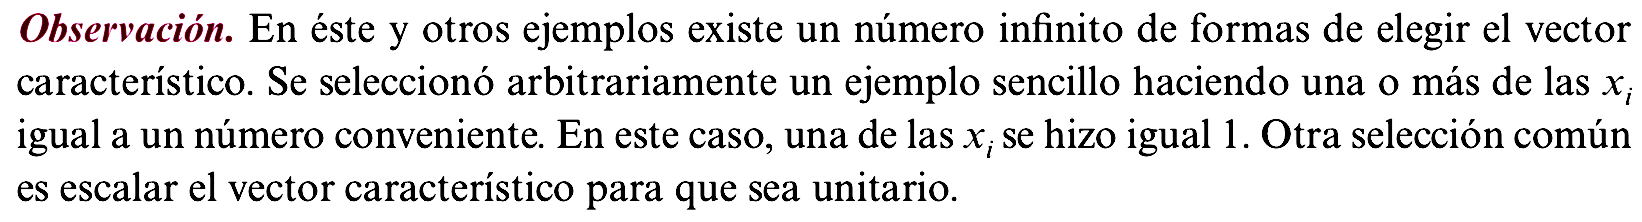 Observación. En éste y otros ejemplos existe un número infinito de formas de elegir el vector
característico. Se seleccionó arbitrariamente un ejemplo sencillo haciendo una o más de las x_i
igual a un número conveniente. En este caso, una de las x_i se hizo igual 1. Otra selección común
es escalar el vector característico para que sea unitario.